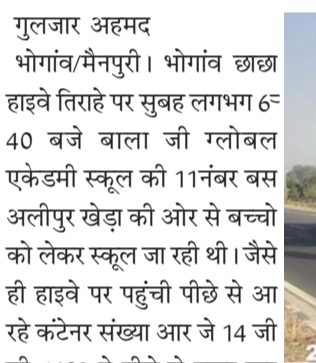 गुलजार अहमद
भोगांव/मैनपुरी। भोगांव छाछा
हाइवे तिराहे पर सुबह लगभग 6=
40 बजे बाला जी ग्लोबल
एकेडमी स्कूल की 11नंबर बस
अलीपुर खेड़ा की ओर से बच्चो
को लेकर स्कूल जा रही थी।जैसे
ही हाइवे पर पहुंची पीछे से आ
रहे कंटेनर संख्या आर जे 14 जी